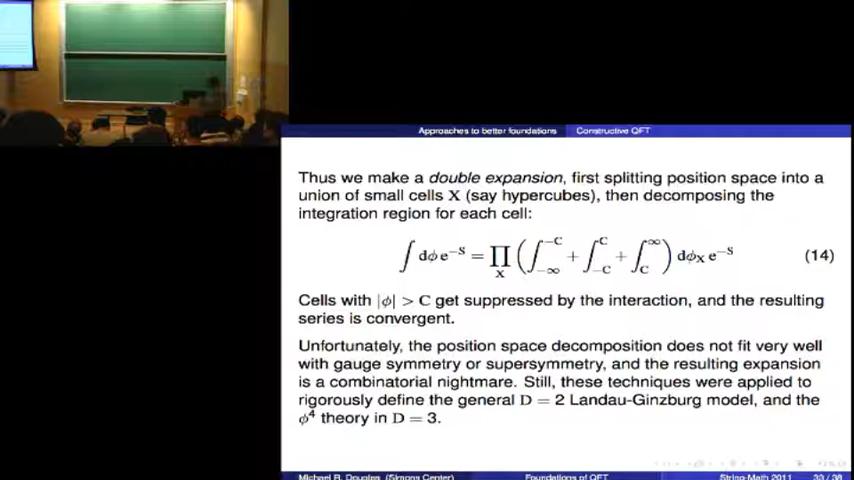 Approaches to better foundations Constructive QFT
Thus we make a double expansion, first splitting position space into a
union of small cells X (say hypercubes), then decomposing the
integration region for each cell:
∫ dϕ e^{−S} = ∏_X ( ∫_{−∞}^{−C} + ∫_{−C}^{C} + ∫_{C}^{∞} ) dϕ_X e^{−S} (14)
Cells with |ϕ| > C get suppressed by the interaction, and the resulting
series is convergent.
Unfortunately, the position space decomposition does not fit very well
with gauge symmetry or supersymmetry, and the resulting expansion
is a combinatorial nightmare. Still, these techniques were applied to
rigorously define the general D = 2 Landau-Ginzburg model, and the
ϕ⁴ theory in D = 3.
Michael R. Douglas (Simons Center) Foundations of QFT String-Math 2011 33 / 38